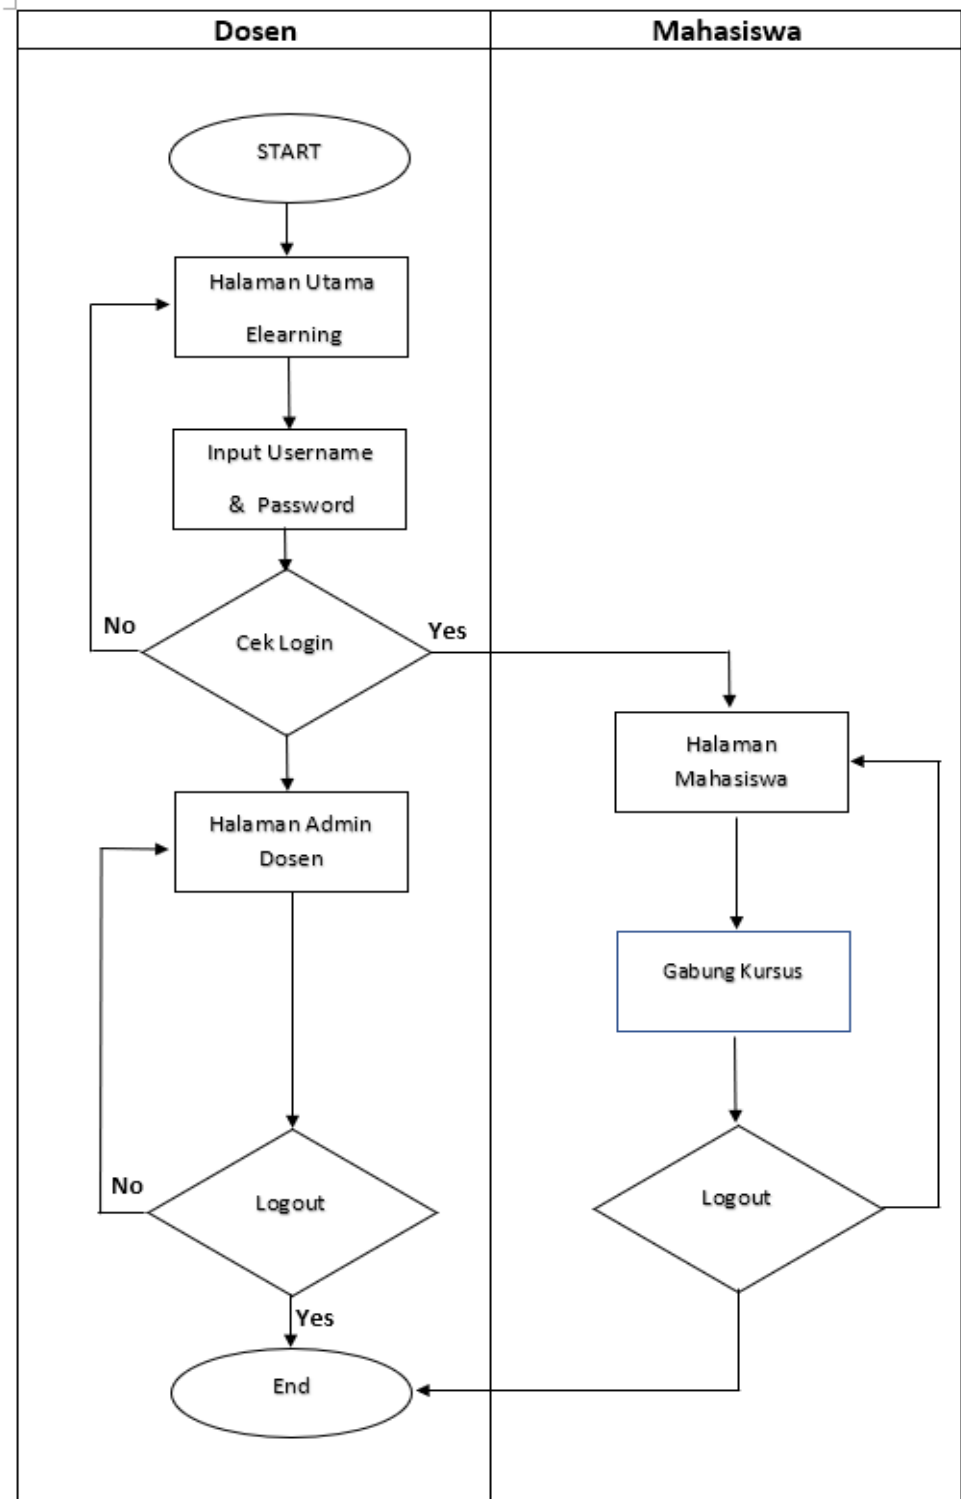 Dosen
Mahasiswa
START
Halaman Utama
Elearning
Input Username
& Password
No
Cek Login
Yes
Halaman
Mahasiswa
Halaman Admin
Dosen
Gabung Kursus
No
Logout
Logout
Yes
End